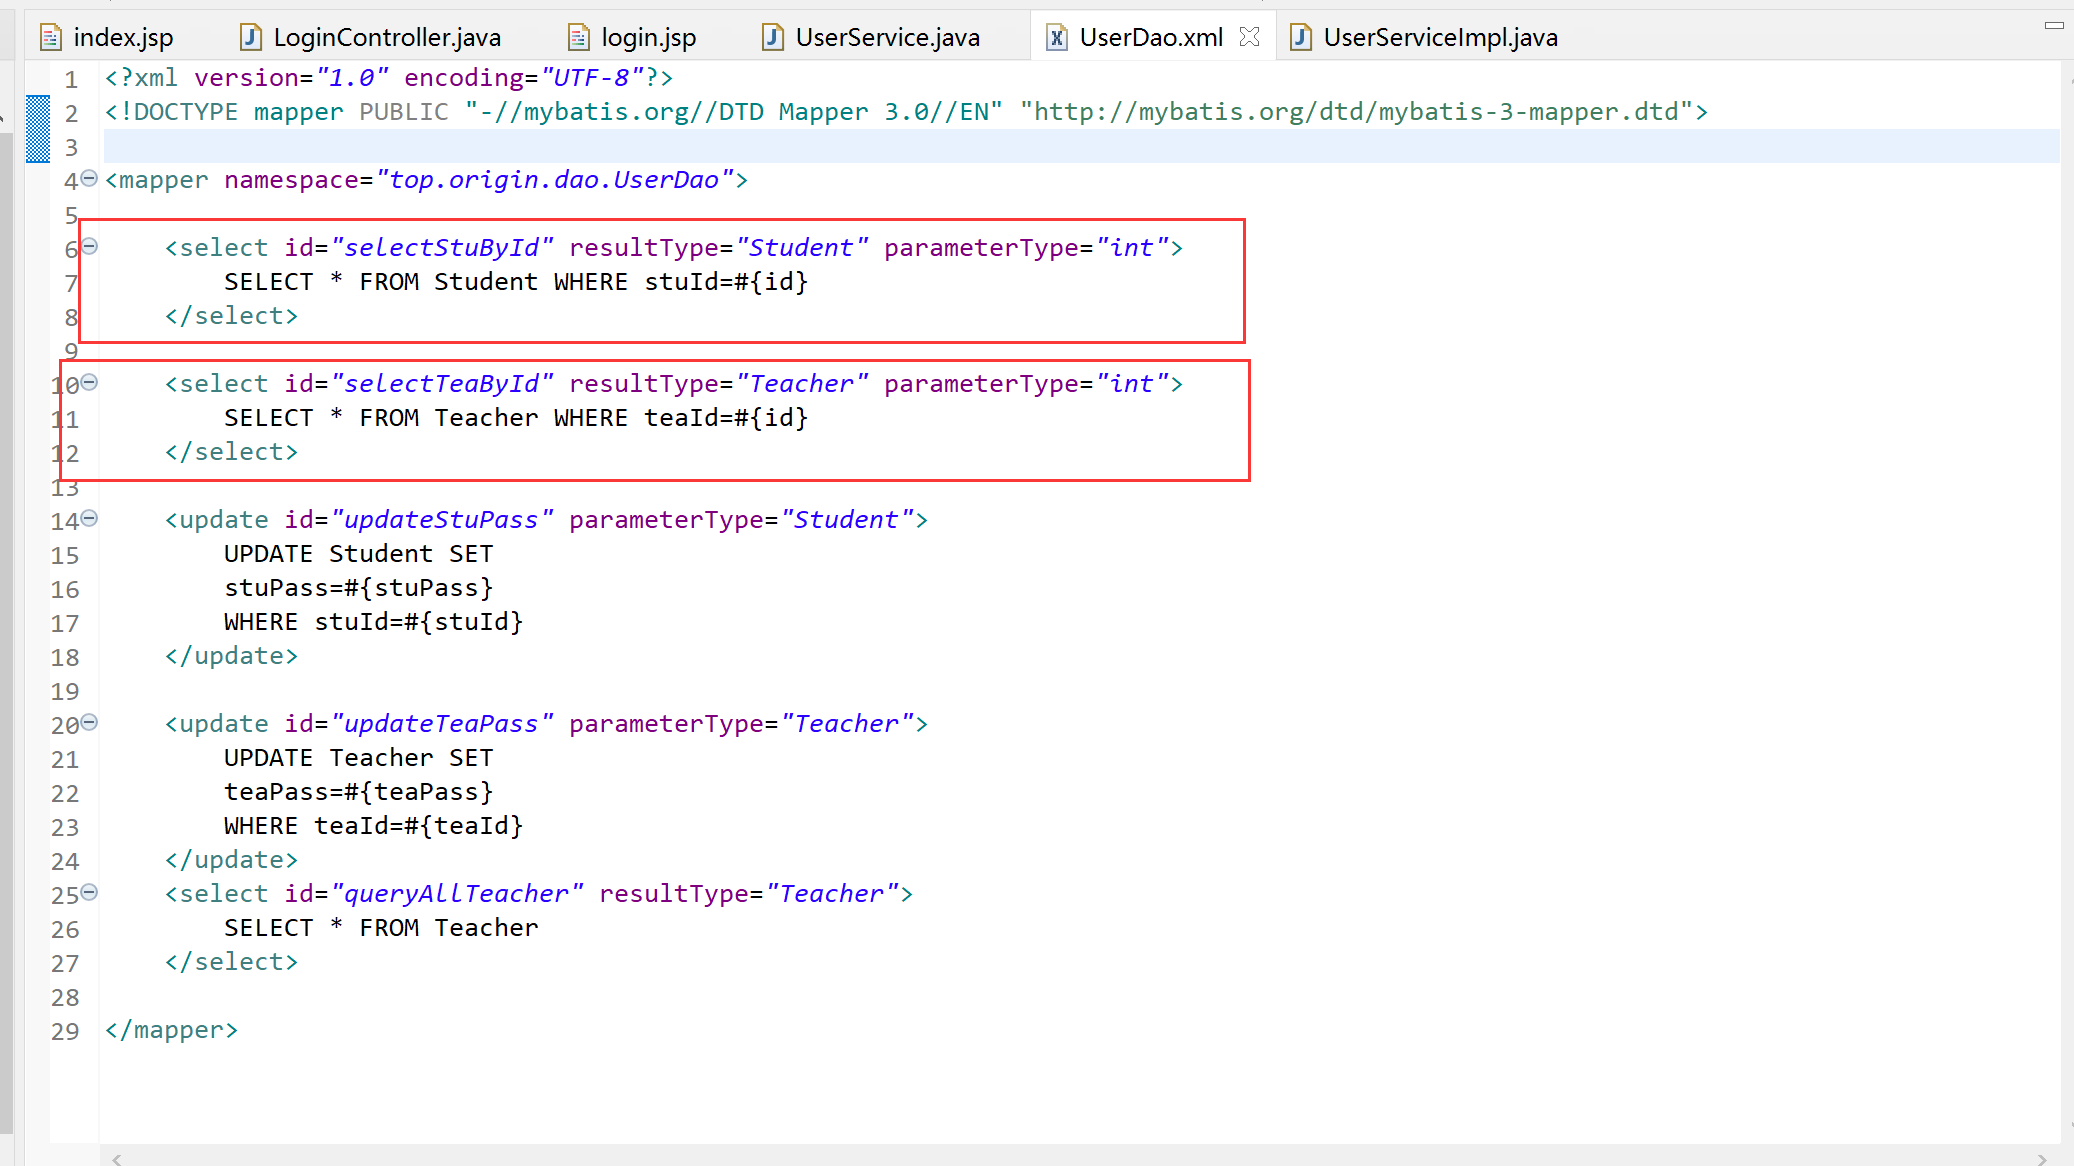 index.jsp LoginController.java login.jsp UserService.java UserDao.xml UserServiceImpl.java
1 <?xml version="1.0" encoding="UTF-8"?>
2 <!DOCTYPE mapper PUBLIC "-//mybatis.org//DTD Mapper 3.0//EN" "http://mybatis.org/dtd/mybatis-3-mapper.dtd">
3
4 <mapper namespace="top.origin.dao.UserDao">
5
6 <select id="selectStuById" resultType="Student" parameterType="int">
7 SELECT * FROM Student WHERE stuId=#{id}
8 </select>
9
10 <select id="selectTeaById" resultType="Teacher" parameterType="int">
11 SELECT * FROM Teacher WHERE teaId=#{id}
12 </select>
13
14 <update id="updateStuPass" parameterType="Student">
15 UPDATE Student SET
16 stuPass=#{stuPass}
17 WHERE stuId=#{stuId}
18 </update>
19
20 <update id="updateTeaPass" parameterType="Teacher">
21 UPDATE Teacher SET
22 teaPass=#{teaPass}
23 WHERE teaId=#{teaId}
24 </update>
25 <select id="queryAllTeacher" resultType="Teacher">
26 SELECT * FROM Teacher
27 </select>
28
29 </mapper>